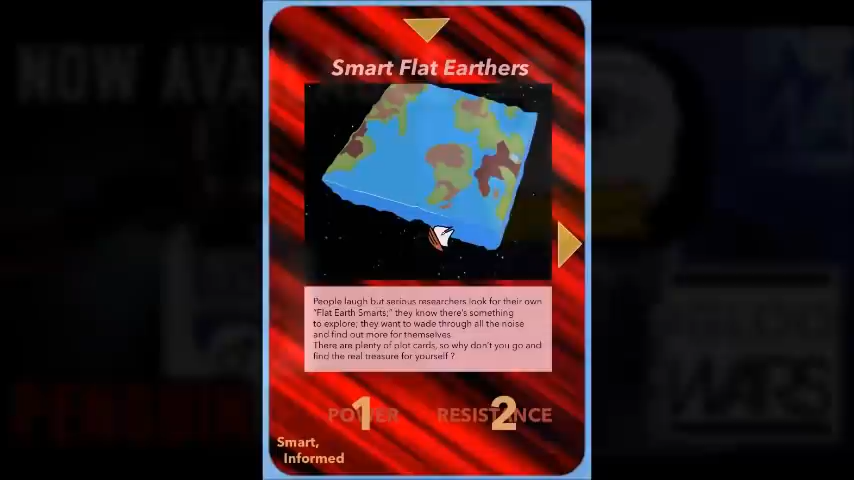 NOW AVA
Smart Flat Earthers
People laugh but serious researchers look for their own
"Flat Earth Smarts;" they know there's something
to explore; they want to wade through all the noise
and find out more for themselves
There are plenty of plot cards, so why don't you go and
find the real treasure for yourself ?
POWER 1
RESISTANCE 2
WARS
Smart,
Informed